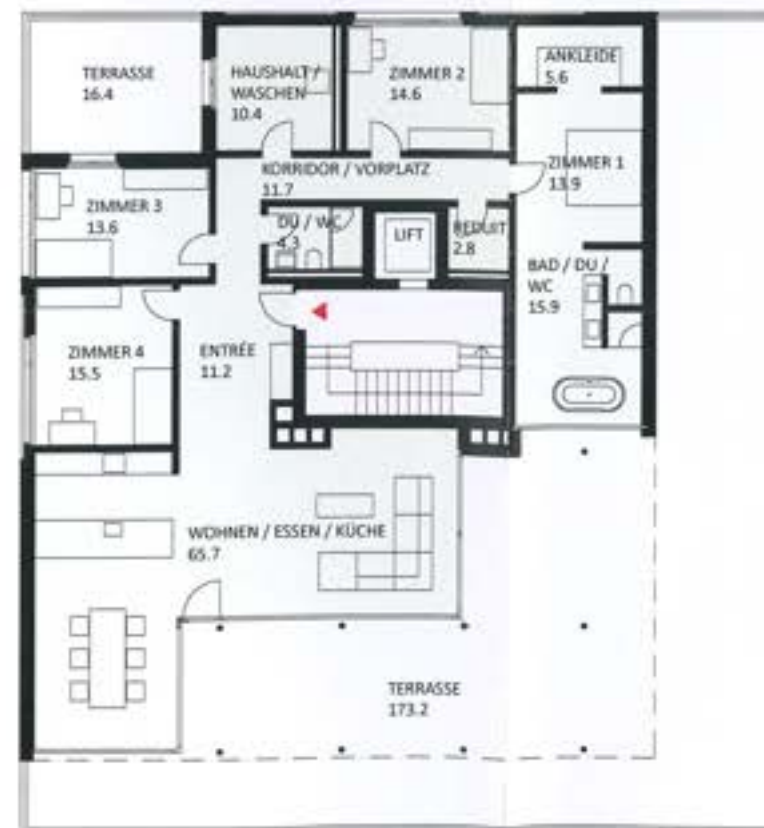 TERRASSE
16.4
HAUSHALT /
WASCHEN
10.4
ZIMMER 2
14.6
ANKLEIDE
5.6
KORRIDOR / VORPLATZ
11.7
ZIMMER 1
13.9
ZIMMER 3
13.6
DU / WC
4.3
LIFT
REDUIT
2.8
BAD / DU /
WC
15.9
ZIMMER 4
15.5
ENTRÉE
11.2
WOHNEN / ESSEN / KÜCHE
65.7
TERRASSE
173.2